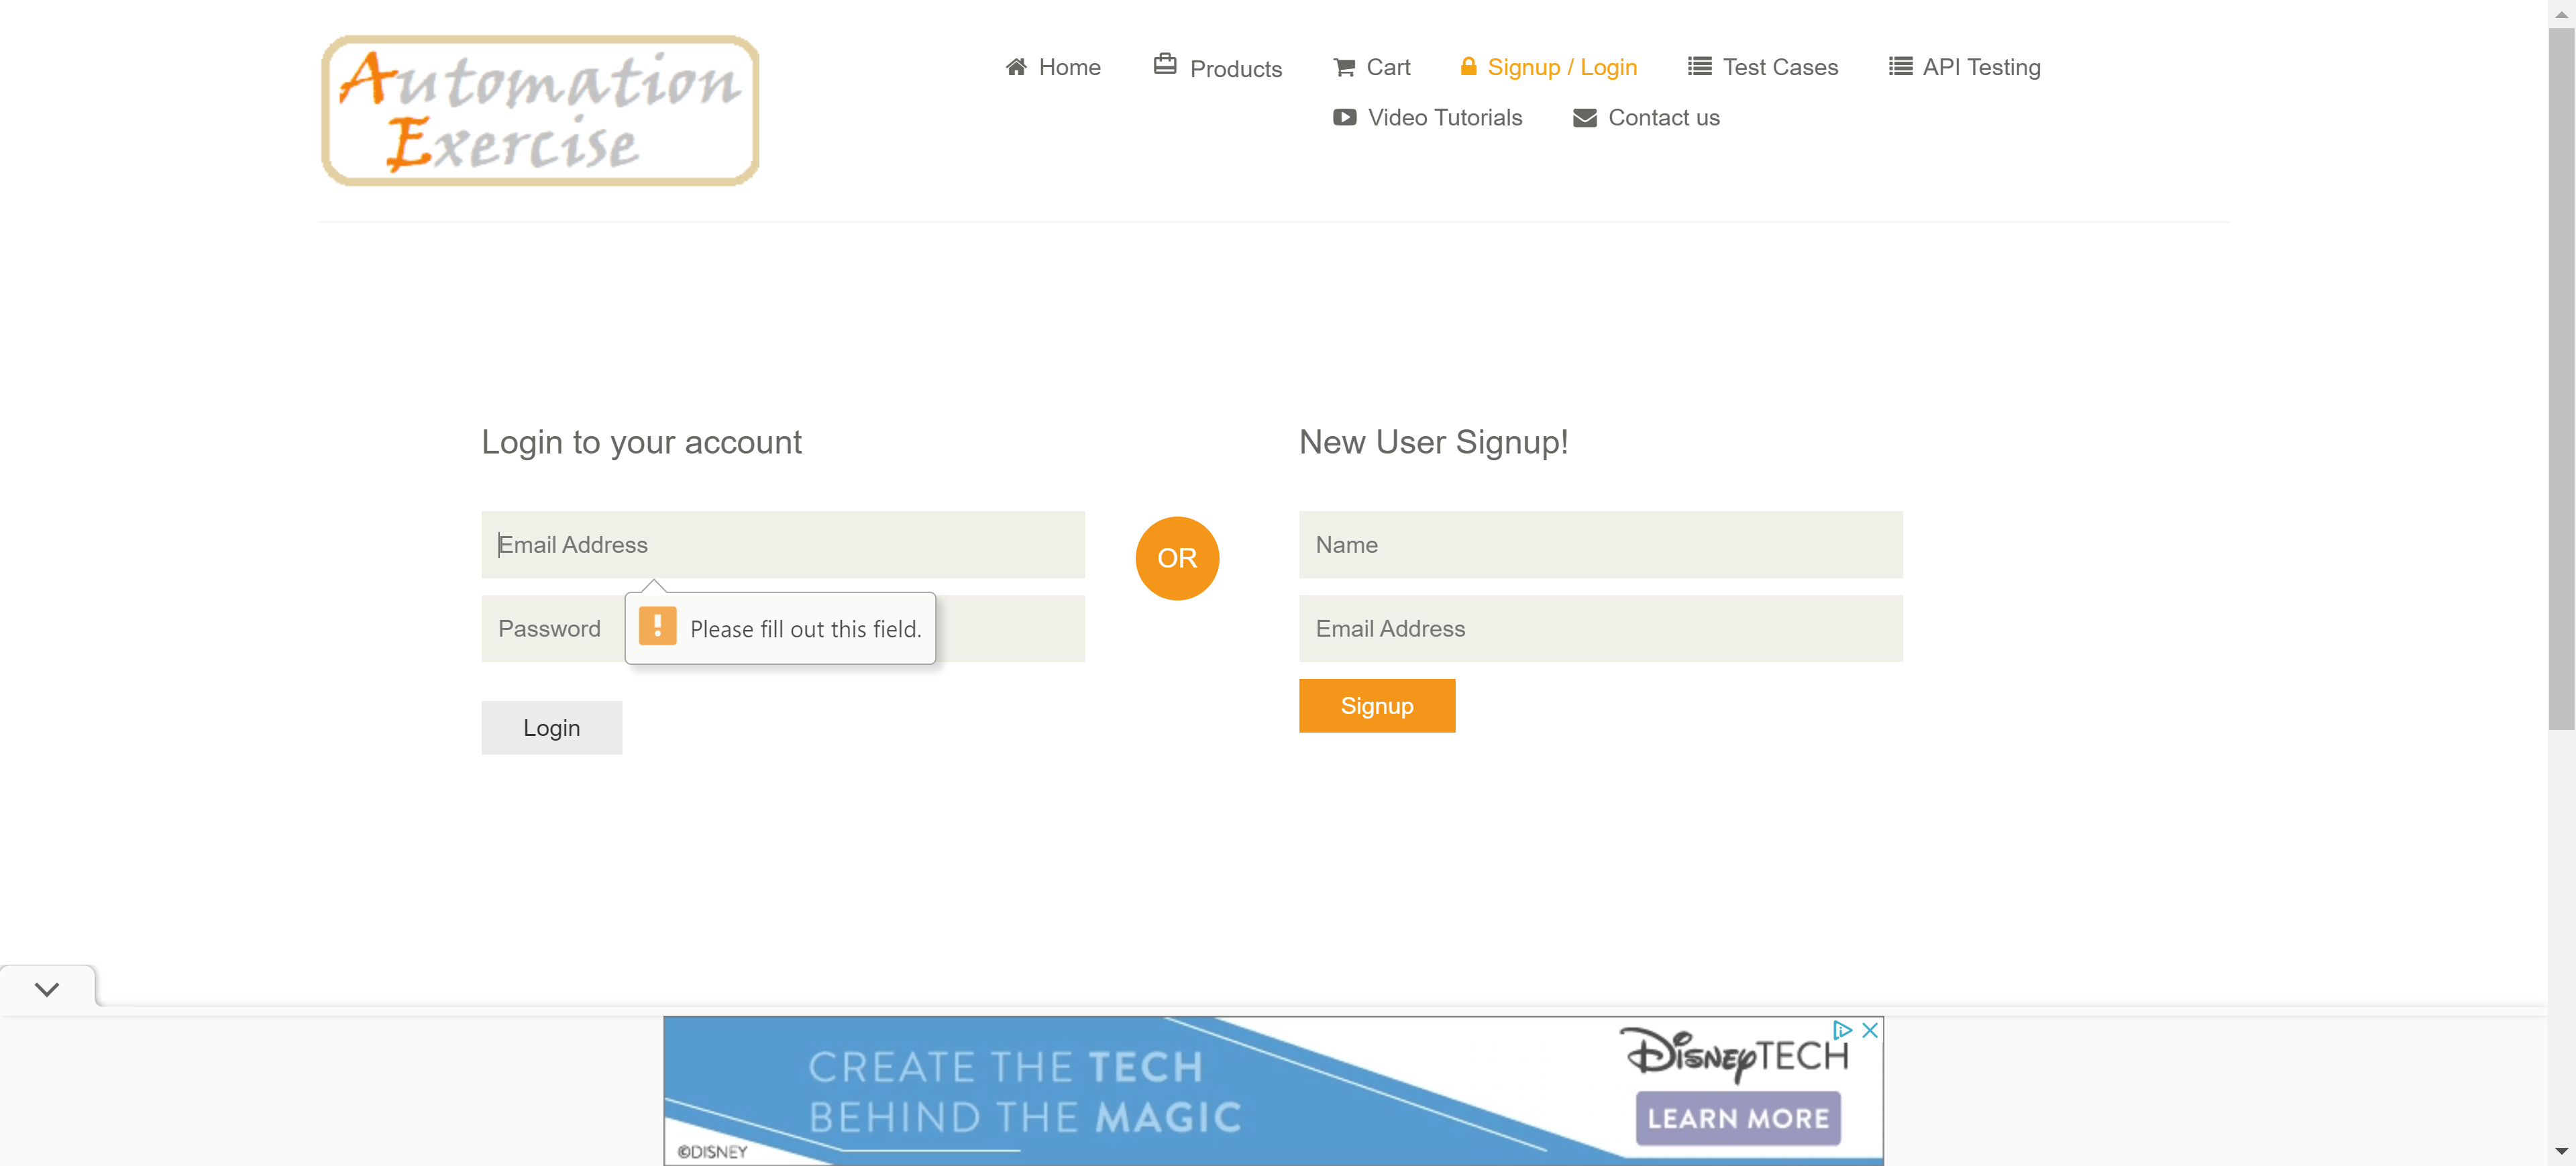 Automation
Exercise
Home
Products
Cart
Signup / Login
Test Cases
API Testing
Video Tutorials
Contact us
Login to your account
Email Address
Password
Please fill out this field.
Login
OR
New User Signup!
Name
Email Address
Signup
CREATE THE TECH
BEHIND THE MAGIC
©DISNEY
DISNEY TECH
LEARN MORE